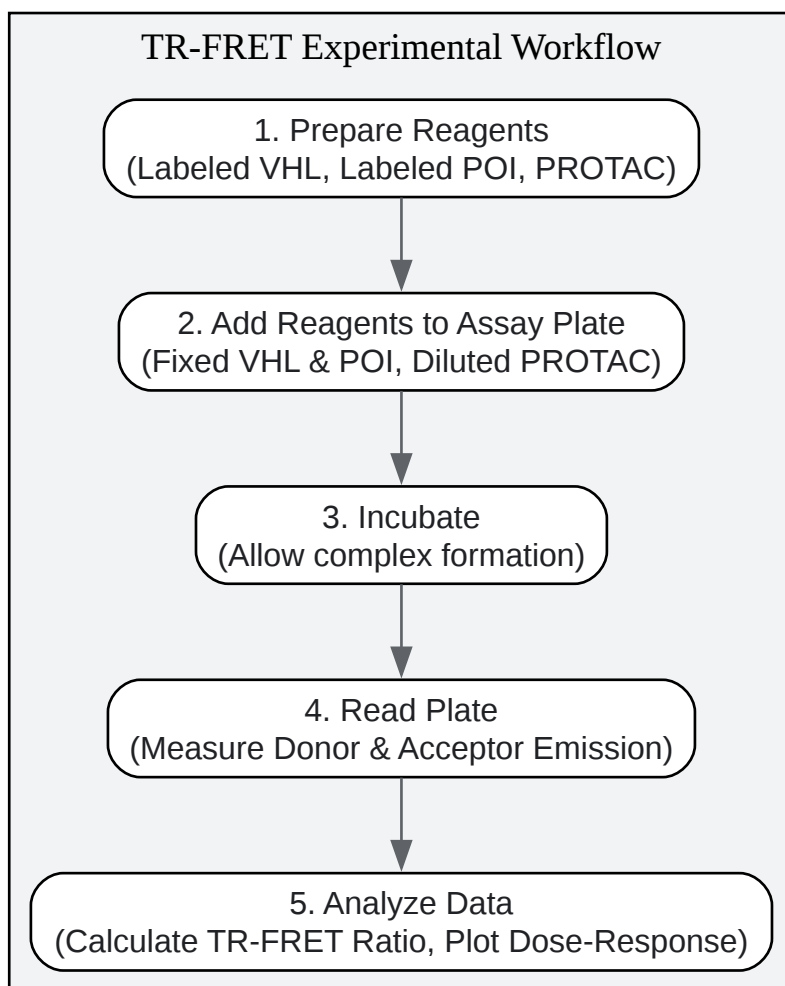 TR-FRET Experimental Workflow
1. Prepare Reagents
(Labeled VHL, Labeled POI, PROTAC)
2. Add Reagents to Assay Plate
(Fixed VHL & POI, Diluted PROTAC)
3. Incubate
(Allow complex formation)
4. Read Plate
(Measure Donor & Acceptor Emission)
5. Analyze Data
(Calculate TR-FRET Ratio, Plot Dose-Response)